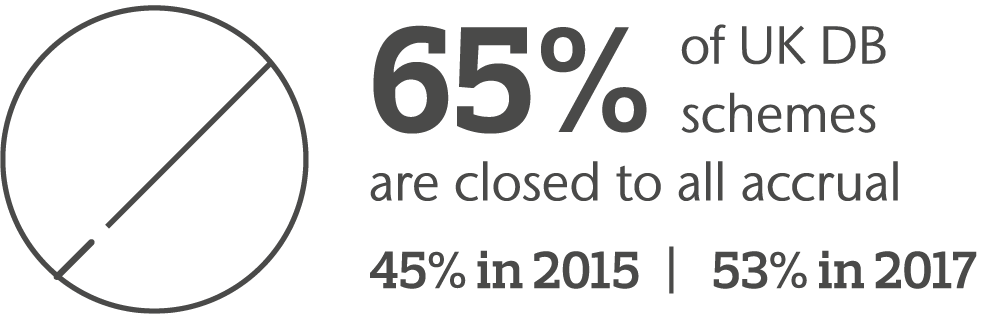 65% of UK DB
schemes
are closed to all accrual
45% in 2015 | 53% in 2017